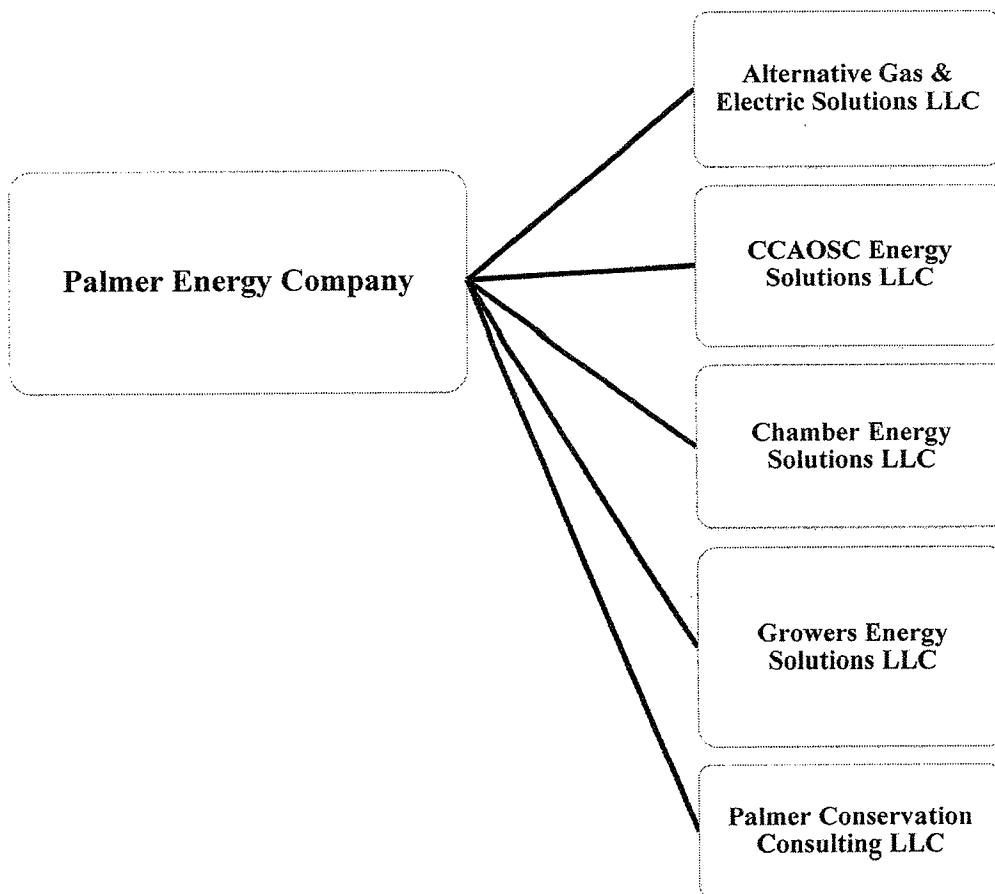 Alternative Gas &
Electric Solutions LLC
Palmer Energy Company
CCAOSC Energy
Solutions LLC
Chamber Energy
Solutions LLC
Growers Energy
Solutions LLC
Palmer Conservation
Consulting LLC